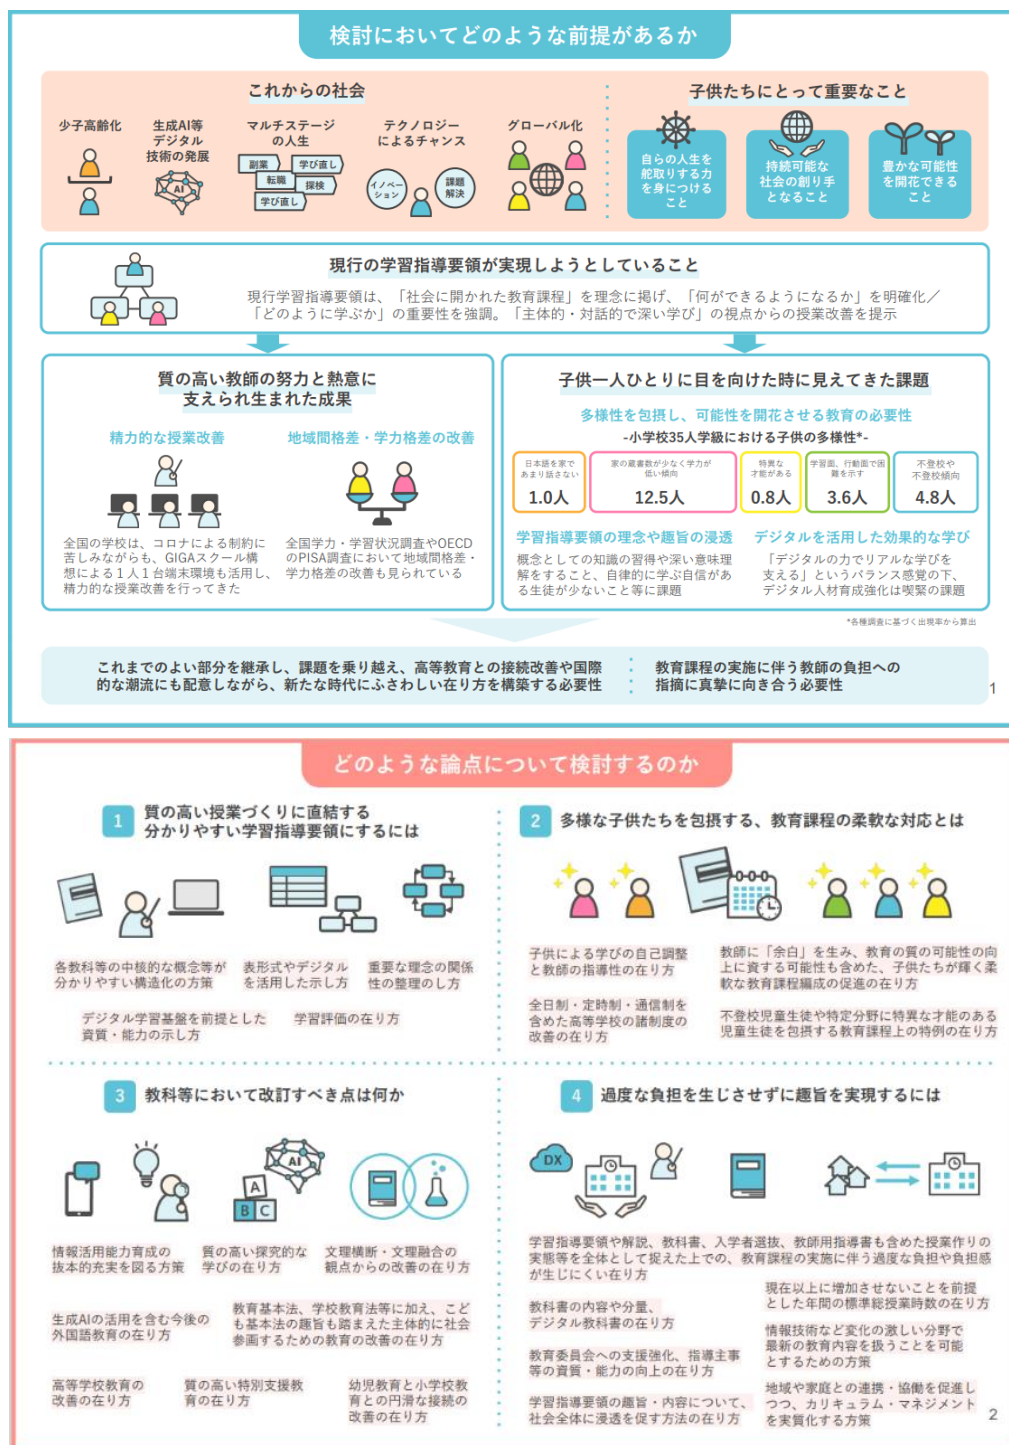 検討においてどのような前提があるか
これからの社会
少子高齢化
生成AI等
デジタル
技術の発展
AI
マルチステージ
の人生
副業
学び直し
転職
探検
学び直し
テクノロジー
によるチャンス
イノベー
ション
課題
解決
グローバル化
子供たちにとって重要なこと
自らの人生を
舵取りする力
を身につける
こと
持続可能な
社会の創り手
となること
豊かな可能性
を開花できる
こと
現行の学習指導要領が実現しようとしていること
現行学習指導要領は、「社会に開かれた教育課程」を理念に掲げ、「何ができるようになるか」を明確化／
「どのように学ぶか」の重要性を強調。「主体的・対話的で深い学び」の視点からの授業改善を提示
質の高い教師の努力と熱意に
支えられ生まれた成果
精力的な授業改善
全国の学校は、コロナによる制約に
苦しみながらも、GIGAスクール構
想による１人１台端末環境も活用し、
精力的な授業改善を行ってきた
地域間格差・学力格差の改善
全国学力・学習状況調査やOECD
のPISA調査において地域間格差・
学力格差の改善も見られている
子供一人ひとりに目を向けた時に見えてきた課題
多様性を包摂し、可能性を開花させる教育の必要性
-小学校35人学級における子供の多様性*-
日本語を家で
あまり話さない
1.0人
家の蔵書数が少なく学力が
低い傾向
12.5人
特異な
才能がある
0.8人
学習面、行動面で困
難を示す
3.6人
不登校や
不登校傾向
4.8人
学習指導要領の理念や趣旨の浸透
概念としての知識の習得や深い意味理
解をすること、自律的に学ぶ自信があ
る生徒が少ないこと等に課題
デジタルを活用した効果的な学び
「デジタルの力でリアルな学びを
支える」というバランス感覚の下、
デジタル人材育成強化は喫緊の課題
*各種調査に基づく出現率から算出
これまでのよい部分を継承し、課題を乗り越え、高等教育との接続改善や国際
的な潮流にも配意しながら、新たな時代にふさわしい在り方を構築する必要性
教育課程の実施に伴う教師の負担への
指摘に真摯に向き合う必要性
1
どのような論点について検討するのか
1
質の高い授業づくりに直結する
分かりやすい学習指導要領にするには
各教科等の中核的な概念等が
分かりやすい構造化の方策
表形式やデジタル
を活用した示し方
重要な理念の関係
性の整理のし方
デジタル学習基盤を前提とした
資質・能力の示し方
学習評価の在り方
2
多様な子供たちを包摂する、教育課程の柔軟な対応とは
子供による学びの自己調整
と教師の指導性の在り方
教師に「余白」を生み、教育の質の可能性の向
上に資する可能性も含めた、子供たちが輝く柔
軟な教育課程編成の促進の在り方
全日制・定時制・通信制を
含めた高等学校の諸制度の
改善の在り方
不登校児童生徒や特定分野に特異な才能のある
児童生徒を包摂する教育課程上の特例の在り方
3
教科等において改訂すべき点は何か
AI
A
B C
情報活用能力育成の
抜本的充実を図る方策
質の高い探究的な
学びの在り方
文理横断・文理融合の
観点からの改善の在り方
生成AIの活用を含む今後の
外国語教育の在り方
教育基本法、学校教育法等に加え、こど
も基本法の趣旨も踏まえた主体的に社会
参画するための教育の改善の在り方
高等学校教育の
改善の在り方
質の高い特別支援教
育の在り方
幼児教育と小学校教
育との円滑な接続の
改善の在り方
4
過度な負担を生じさせずに趣旨を実現するには
DX
学習指導要領や解説、教科書、入学者選抜、教師用指導書も含めた授業作りの
実態等を全体として捉えた上での、教育課程の実施に伴う過度な負担や負担感
が生じにくい在り方
教科書の内容や分量、
デジタル教科書の在り方
現在以上に増加させないことを前提
とした年間の標準総授業時数の在り方
教育委員会への支援強化、指導主事
等の資質・能力の向上の在り方
情報技術など変化の激しい分野で
最新の教育内容を扱うことを可能
とするための方策
学習指導要領の趣旨・内容について、
社会全体に浸透を促す方法の在り方
地域や家庭との連携・協働を促進し
つつ、カリキュラム・マネジメント
を実質化する方策
2